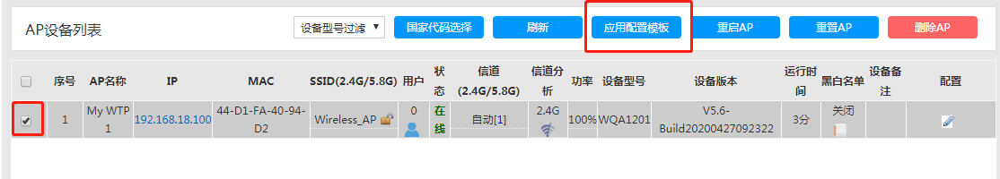 AP设备列表
设备型号过滤
国家代码选择
刷新
应用配置模板
重启AP
重置AP
删除AP
序号
AP名称
IP
MAC
SSID(2.4G/5.8G)
用户
状
态
信道
(2.4G/5.8G)
信道分
析
功率
设备型号
设备版本
运行时
间
黑白名单
设备备
注
配置
1
My WTP
1
192.168.18.100
44-D1-FA-40-94-
D2
Wireless_AP
0
在
线
自动[1]
2.4G
100%
WQA1201
V5.6-
Build20200427092322
3分
关闭